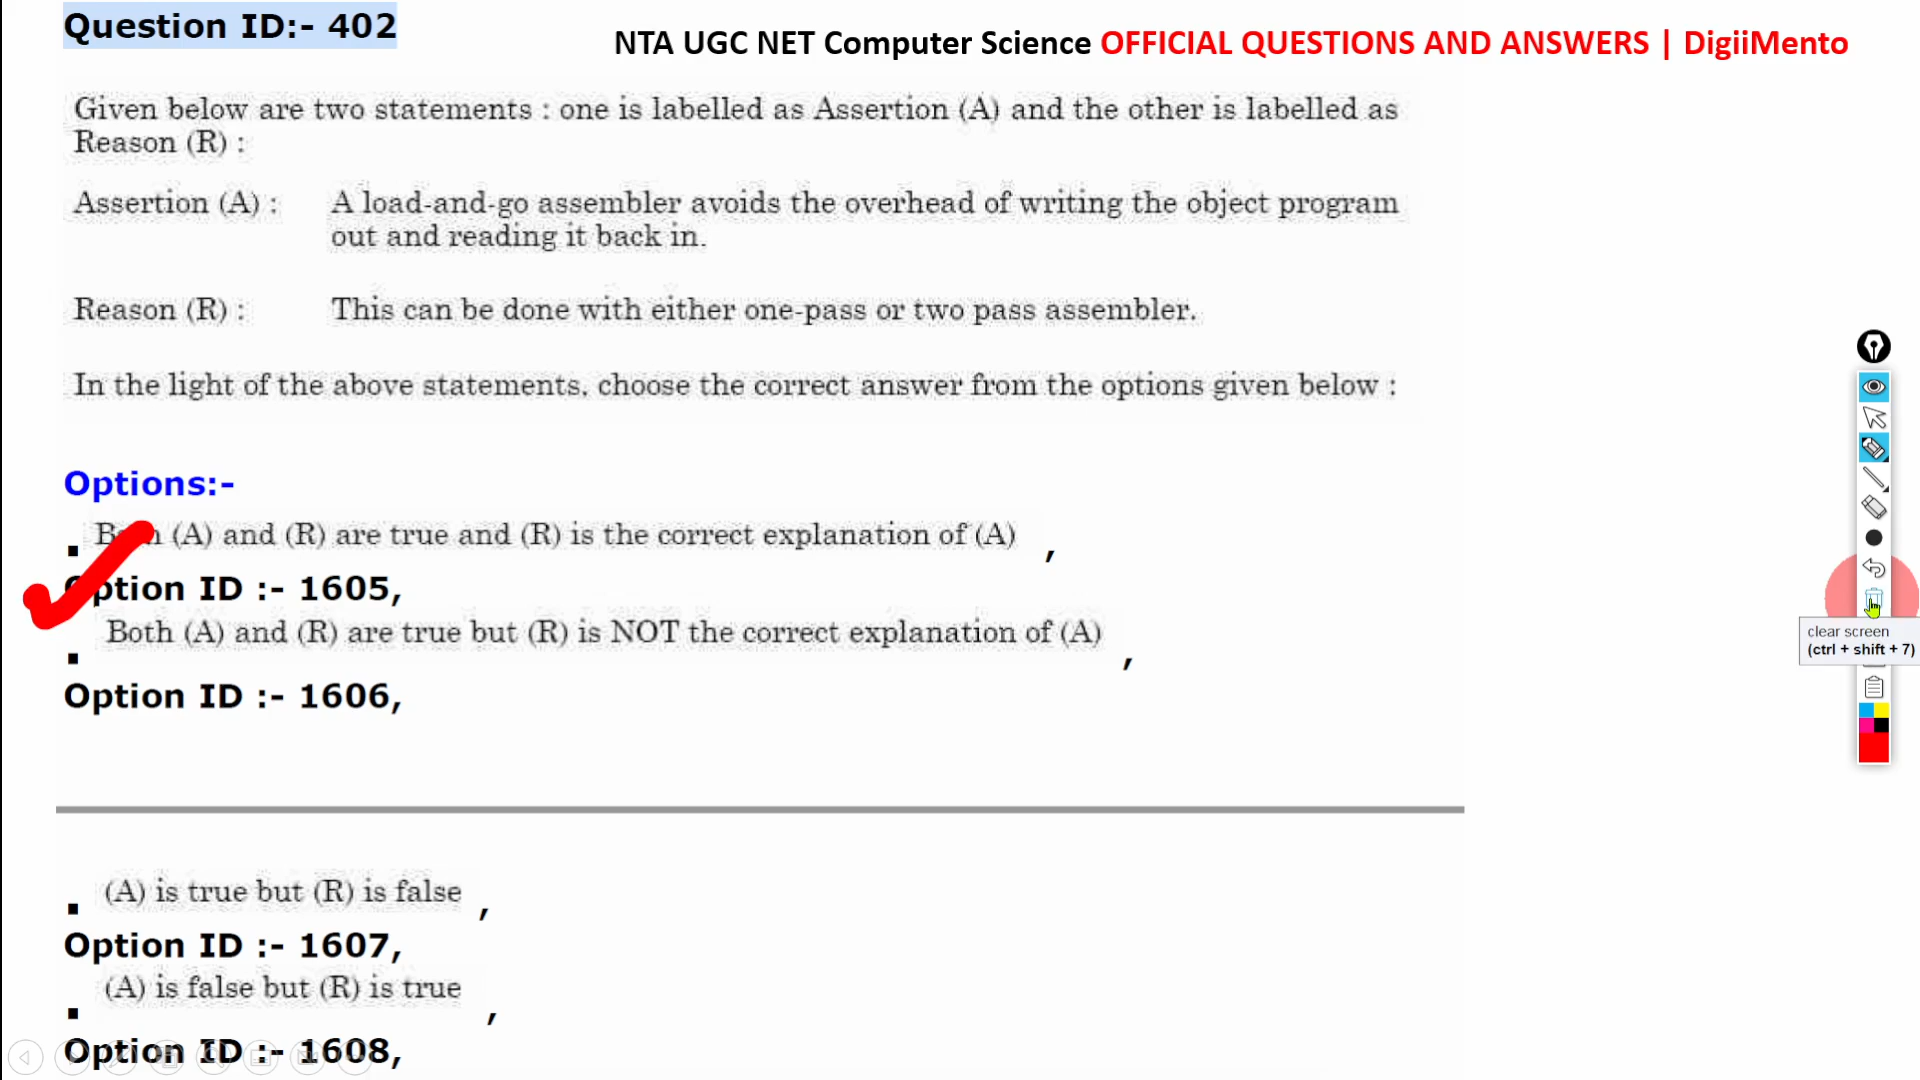 Question ID:- 402
NTA UGC NET Computer Science OFFICIAL QUESTIONS AND ANSWERS | DigiiMento
Given below are two statements : one is labelled as Assertion (A) and the other is labelled as
Reason (R) :
Assertion (A) : A load-and-go assembler avoids the overhead of writing the object program
out and reading it back in.
Reason (R) : This can be done with either one-pass or two pass assembler.
In the light of the above statements, choose the correct answer from the options given below :
Options:-
Both (A) and (R) are true and (R) is the correct explanation of (A) ,
Option ID :- 1605,
Both (A) and (R) are true but (R) is NOT the correct explanation of (A) ,
Option ID :- 1606,
(A) is true but (R) is false ,
Option ID :- 1607,
(A) is false but (R) is true ,
Option ID :- 1608,
clear screen
(ctrl + shift + 7)